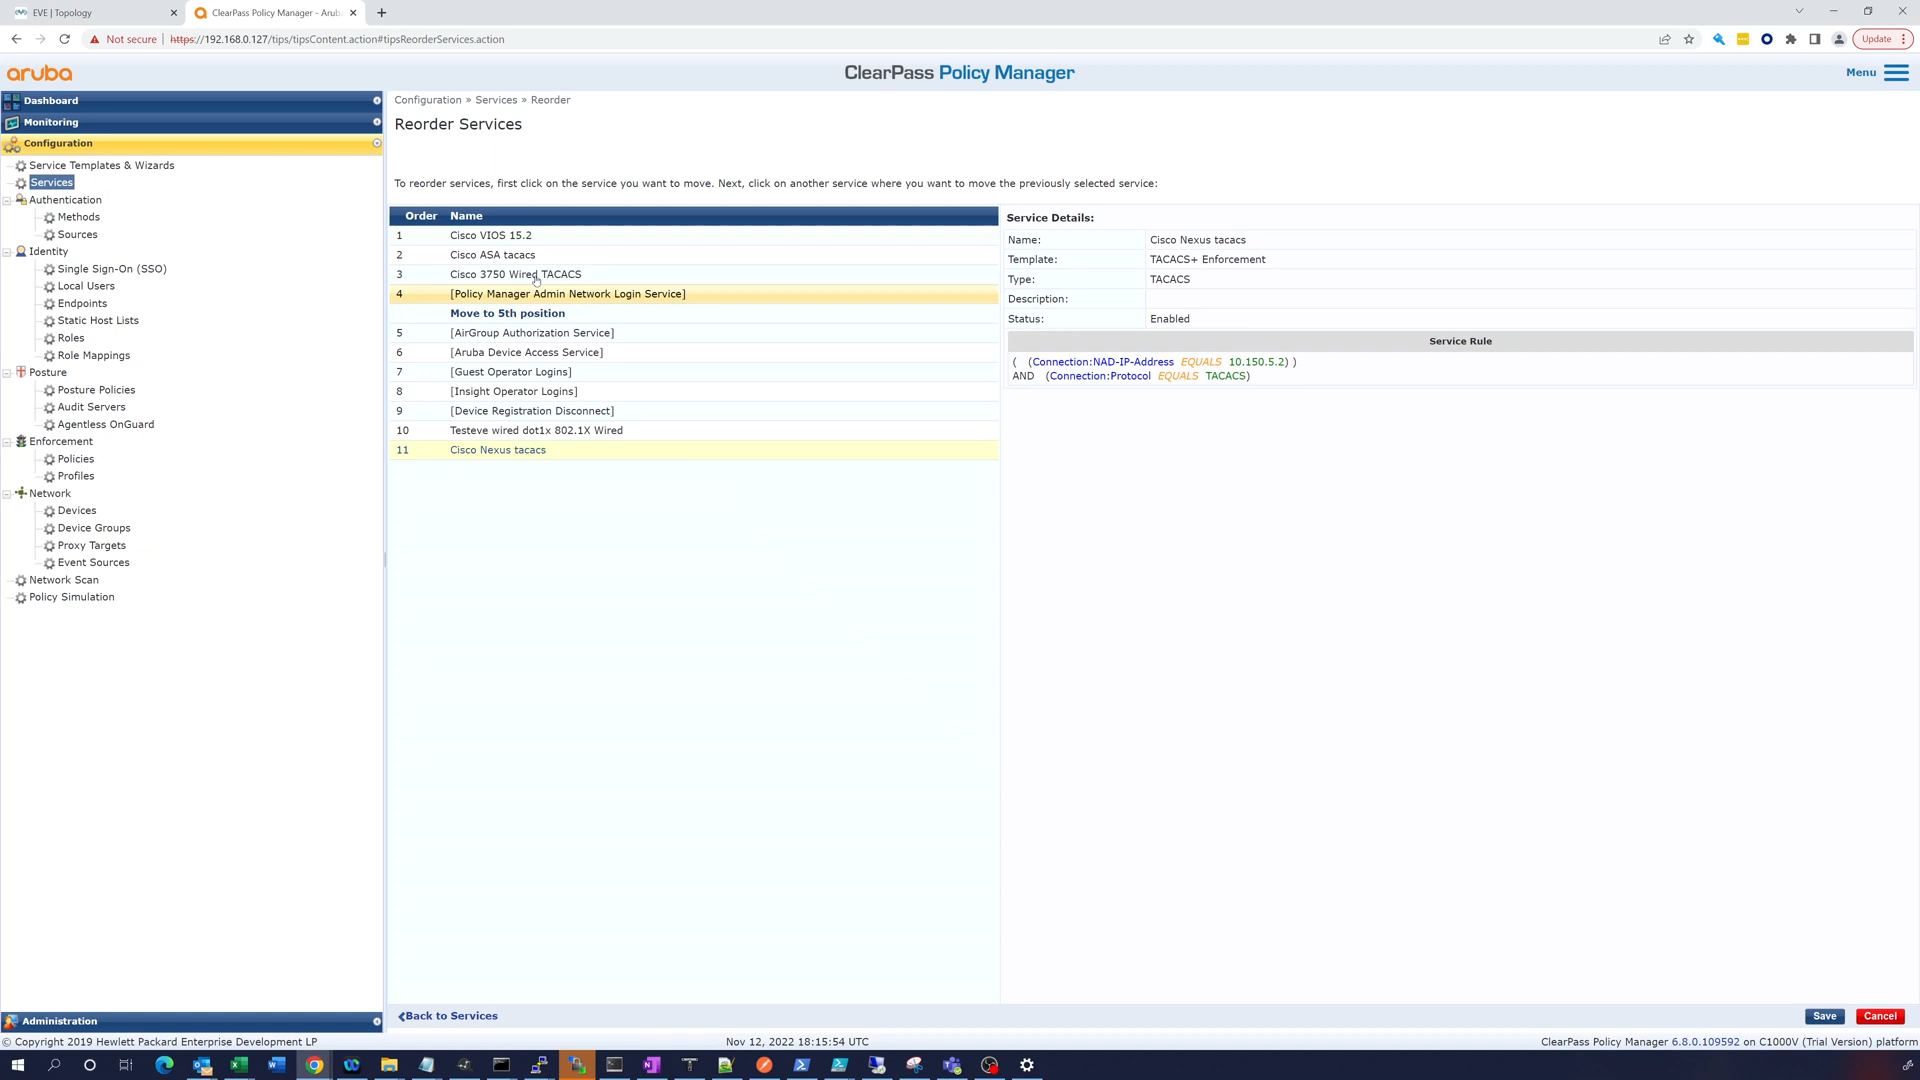 EVE | Topology
ClearPass Policy Manager - Arub
Not secure | https://192.168.0.127/tips/tipsContent.action#tipsReorderServices.action
Update
aruba
ClearPass Policy Manager
Menu
Dashboard
Monitoring
Configuration
Service Templates & Wizards
Services
Authentication
Methods
Sources
Identity
Single Sign-On (SSO)
Local Users
Endpoints
Static Host Lists
Roles
Role Mappings
Posture
Posture Policies
Audit Servers
Agentless OnGuard
Enforcement
Policies
Profiles
Network
Devices
Device Groups
Proxy Targets
Event Sources
Network Scan
Policy Simulation
Administration
Configuration » Services » Reorder
Reorder Services
To reorder services, first click on the service you want to move. Next, click on another service where you want to move the previously selected service:
Order Name
1 Cisco VIOS 15.2
2 Cisco ASA tacacs
3 Cisco 3750 Wired TACACS
4 [Policy Manager Admin Network Login Service]
Move to 5th position
5 [AirGroup Authorization Service]
6 [Aruba Device Access Service]
7 [Guest Operator Logins]
8 [Insight Operator Logins]
9 [Device Registration Disconnect]
10 Testeve wired dot1x 802.1X Wired
11 Cisco Nexus tacacs
Service Details:
Name: Cisco Nexus tacacs
Template: TACACS+ Enforcement
Type: TACACS
Description:
Status: Enabled
Service Rule
( (Connection:NAD-IP-Address EQUALS 10.150.5.2) )
AND (Connection:Protocol EQUALS TACACS)
Back to Services
Save Cancel
© Copyright 2019 Hewlett Packard Enterprise Development LP
Nov 12, 2022 18:15:54 UTC
ClearPass Policy Manager 6.8.0.109592 on C1000V (Trial Version) platform